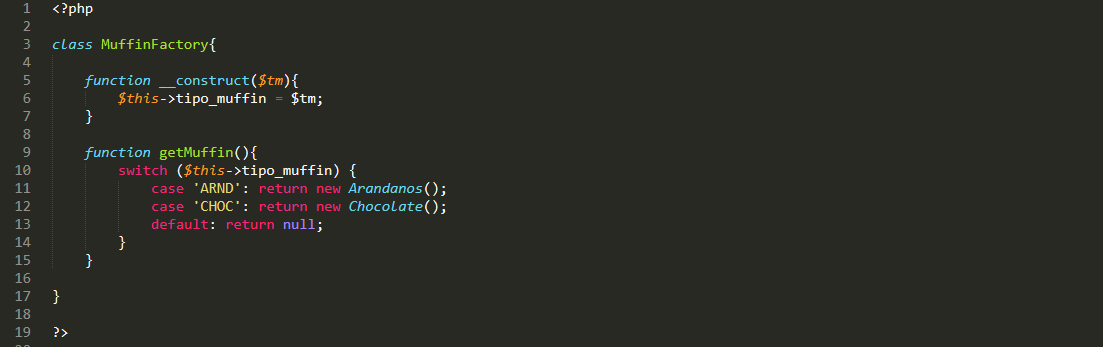 1 <?php
2
3 class MuffinFactory{
4
5 function __construct($tm){
6 $this->tipo_muffin = $tm;
7 }
8
9 function getMuffin(){
10 switch ($this->tipo_muffin) {
11 case 'ARND': return new Arandanos();
12 case 'CHOC': return new Chocolate();
13 default: return null;
14 }
15 }
16
17 }
18
19 ?>